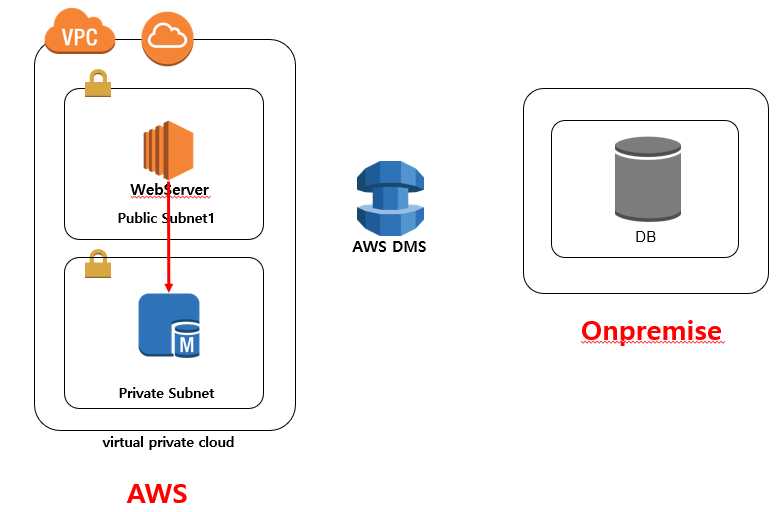 VPC
WebServer
Public Subnet1
AWS DMS
DB
Onpremise
M
Private Subnet
virtual private cloud
AWS